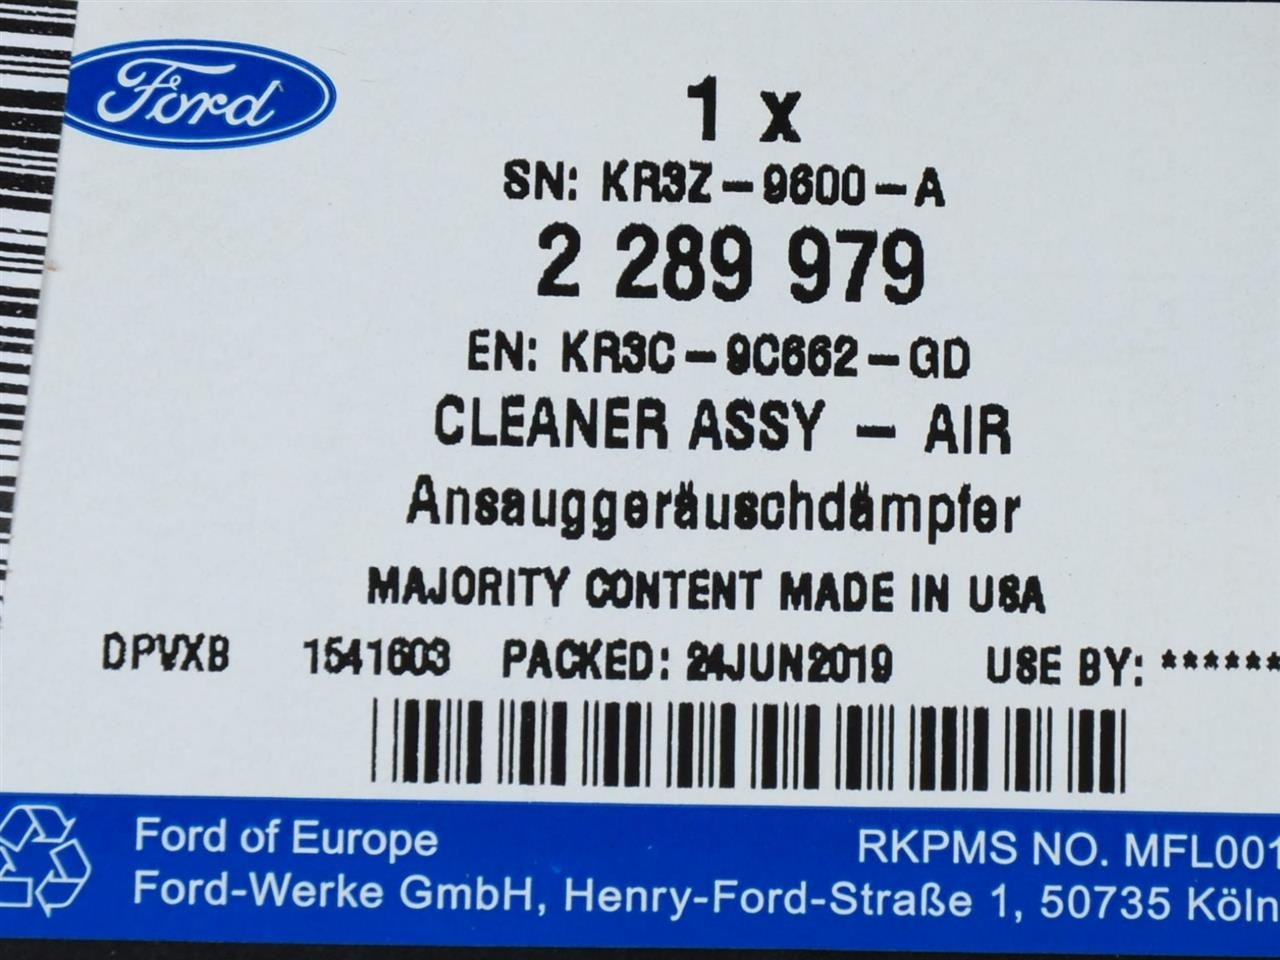 Ford
1 x
SN: KR3Z-9600-A
2 289 979
EN: KR3C-9C662-GD
CLEANER ASSY - AIR
Ansauggeräuschdämpfer
MAJORITY CONTENT MADE IN USA
DPVXB 1541603 PACKED: 24JUN2019 USE BY: ******
Ford of Europe RKPMS NO. MFL001
Ford-Werke GmbH, Henry-Ford-Straße 1, 50735 Köln